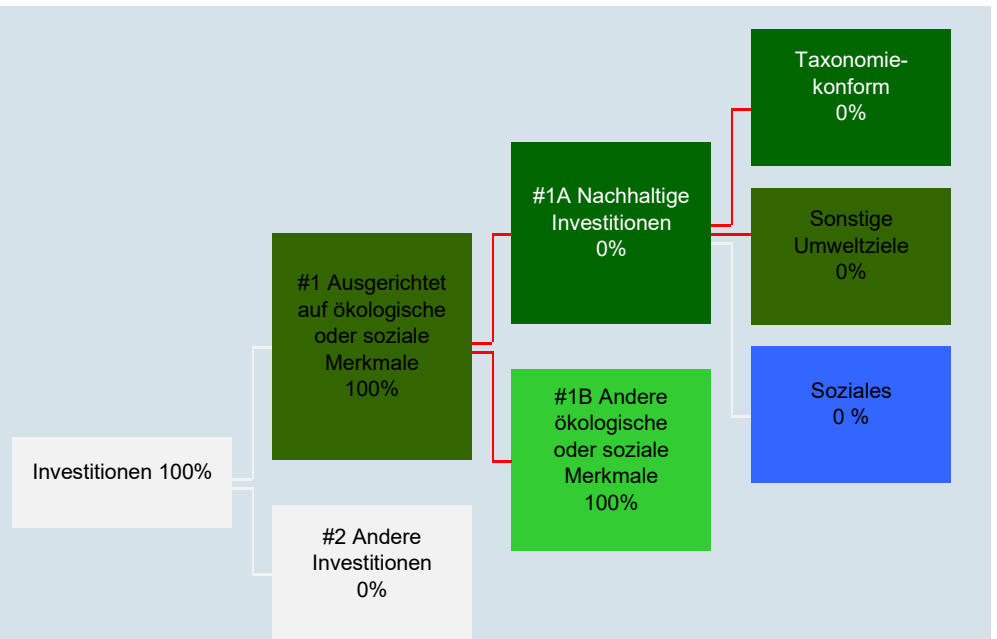 Investitionen 100%
#1 Ausgerichtet
auf ökologische
oder soziale
Merkmale
100%
#2 Andere
Investitionen
0%
#1A Nachhaltige
Investitionen
0%
#1B Andere
ökologische
oder soziale
Merkmale
100%
Taxonomie-
konform
0%
Sonstige
Umweltziele
0%
Soziales
0 %